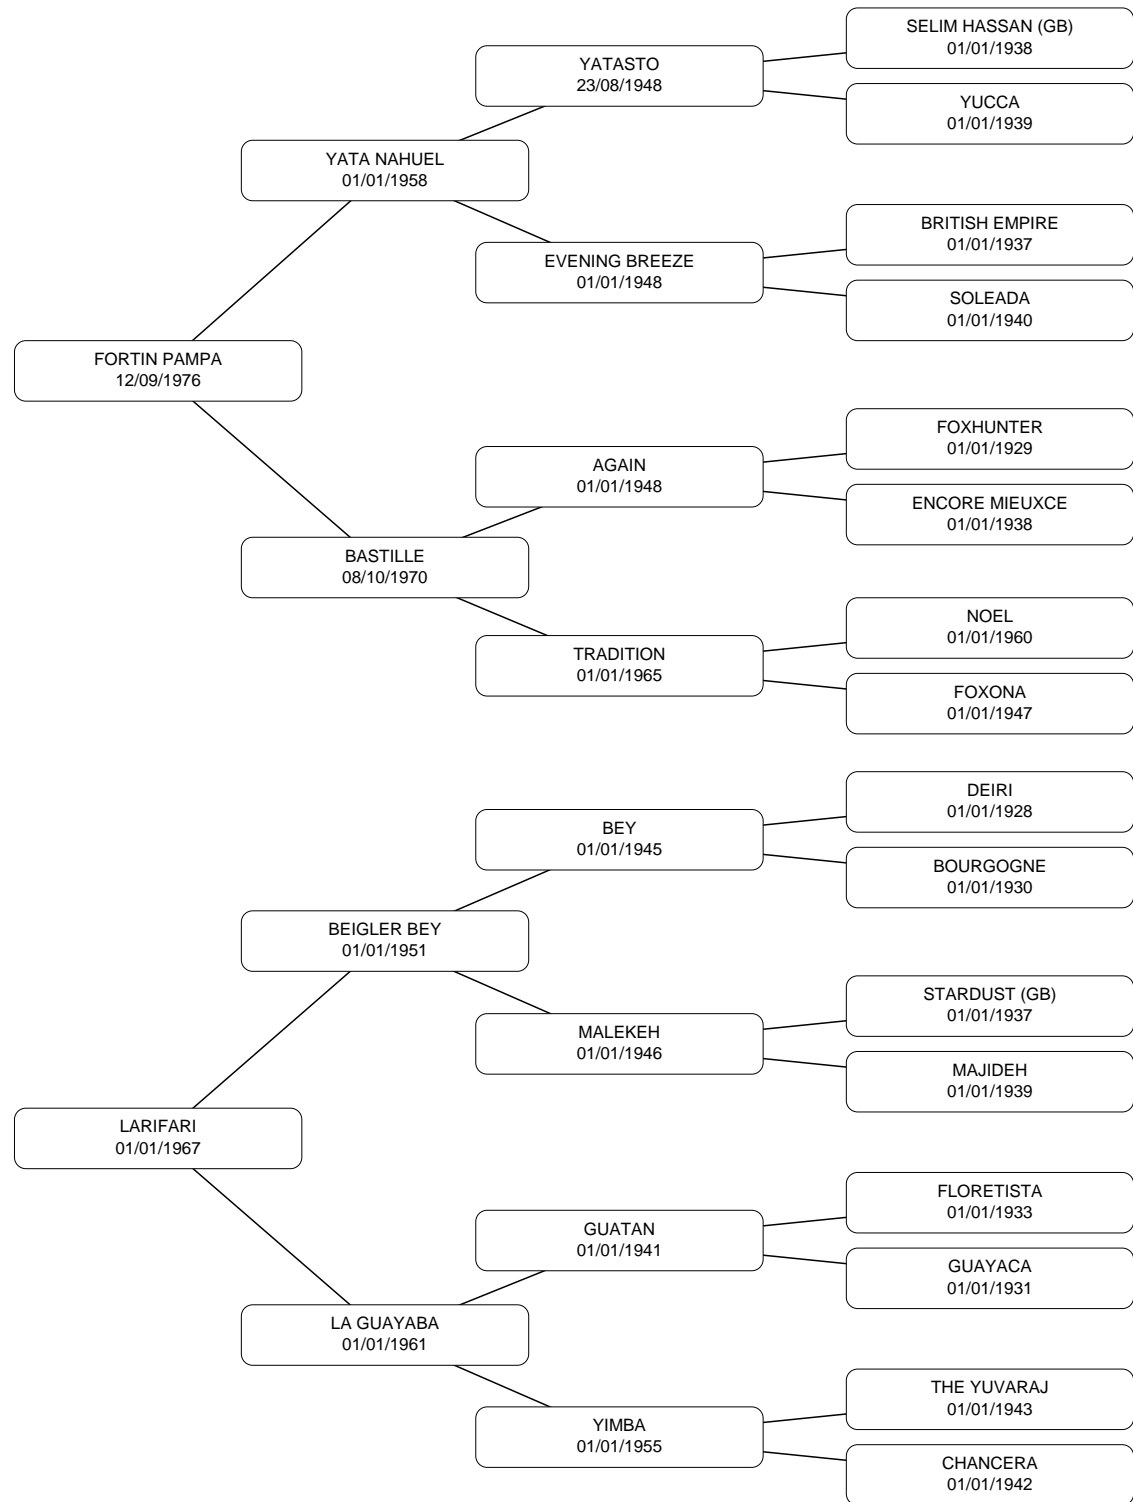 SELIM HASSAN (GB)
01/01/1938
YATASTO
23/08/1948
YUCCA
01/01/1939
YATA NAHUEL
01/01/1958
BRITISH EMPIRE
01/01/1937
EVENING BREEZE
01/01/1948
SOLEADA
01/01/1940
FORTIN PAMPA
12/09/1976
FOXHUNTER
01/01/1929
AGAIN
01/01/1948
ENCORE MIEUXCE
01/01/1938
BASTILLE
08/10/1970
NOEL
01/01/1960
TRADITION
01/01/1965
FOXONA
01/01/1947
DEIRI
01/01/1928
BEY
01/01/1945
BOURGOGNE
01/01/1930
BEIGLER BEY
01/01/1951
STARDUST (GB)
01/01/1937
MALEKEH
01/01/1946
MAJIDEH
01/01/1939
LARIFARI
01/01/1967
FLORETISTA
01/01/1933
GUATAN
01/01/1941
GUAYACA
01/01/1931
LA GUAYABA
01/01/1961
THE YUVARAJ
01/01/1943
YIMBA
01/01/1955
CHANCERA
01/01/1942